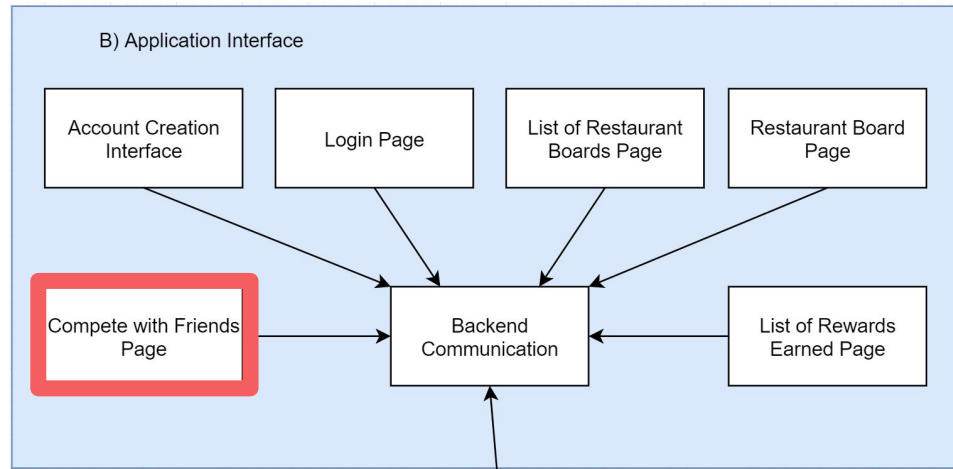 B) Application Interface
Account Creation
Interface
Login Page
List of Restaurant
Boards Page
Restaurant Board
Page
Compete with Friends
Page
Backend
Communication
List of Rewards
Earned Page